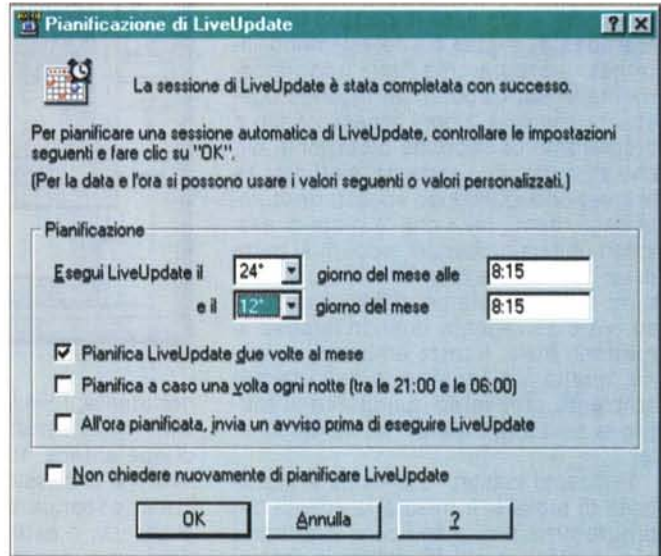 Pianificazione di LiveUpdate
La sessione di LiveUpdate è stata completata con successo.
Per pianificare una sessione automatica di LiveUpdate, controllare le impostazioni
seguenti e fare clic su "OK".
(Per la data e l'ora si possono usare i valori seguenti o valori personalizzati.)
Pianificazione
Esegui LiveUpdate il 24° giorno del mese alle 8:15
e il 12° giorno del mese 8:15
Pianifica LiveUpdate due volte al mese
Pianifica a caso una volta ogni notte (tra le 21:00 e le 06:00)
All'ora pianificata, invia un avviso prima di eseguire LiveUpdate
Non chiedere nuovamente di pianificare LiveUpdate
OK Annulla ?